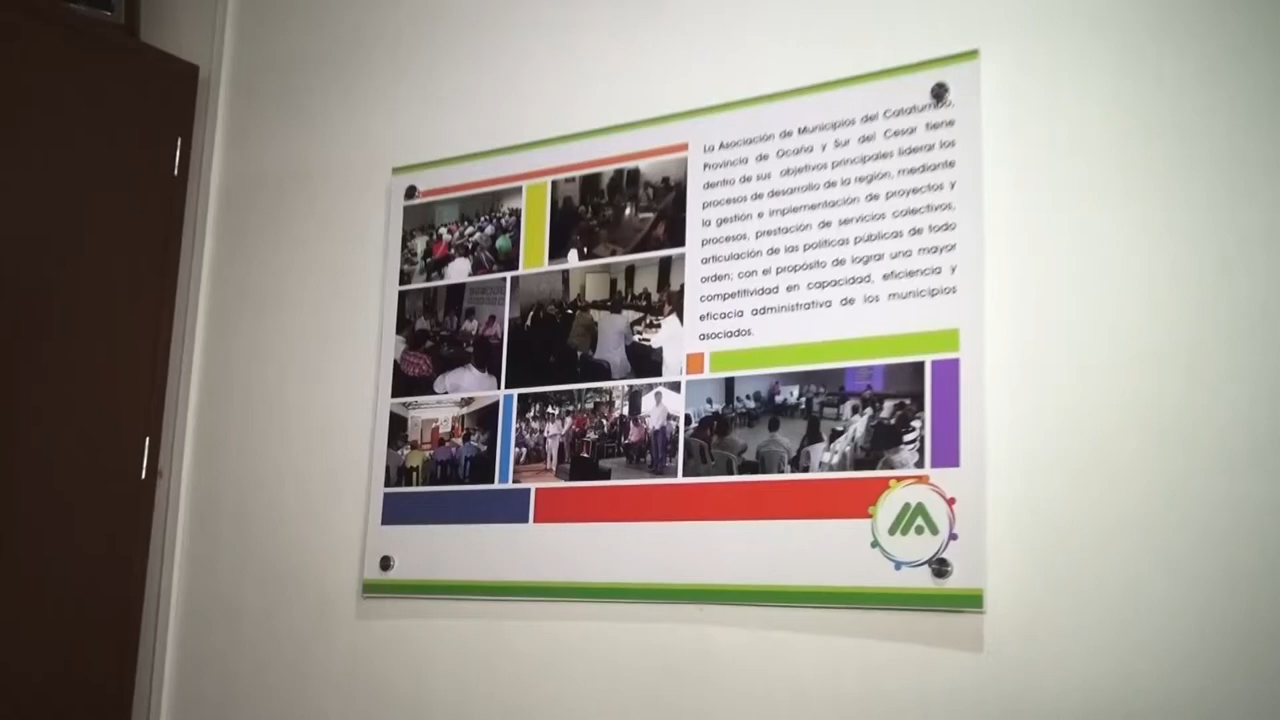 La Asociación de Municipios del Catatumbo,
Provincia de Ocaña y Sur del Cesar tiene
dentro de sus objetivos principales liderar los
procesos de desarrollo de la región, mediante
la gestión e implementación de proyectos y
procesos, prestación de servicios colectivos,
articulación de las políticas públicas de todo
orden; con el propósito de lograr una mayor
competitividad en capacidad, eficiencia y
eficacia administrativa de los municipios
asociados.